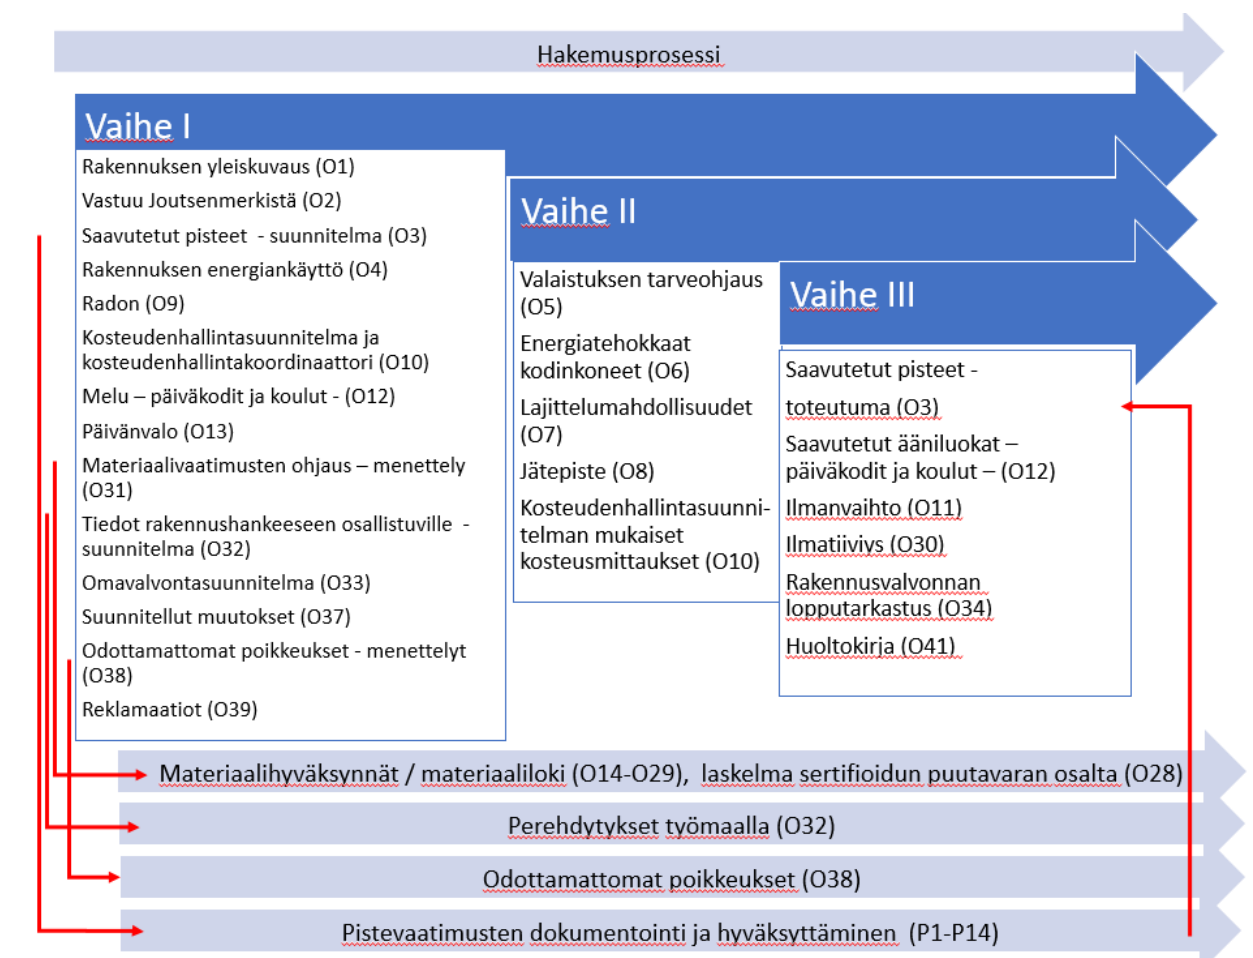 Hakemusprosessi
Vaihe I
Rakennuksen yleiskuvaus (O1)
Vastuu Joutsenmerkistä (O2)
Saavutetut pisteet - suunnitelma (O3)
Rakennuksen energiankäyttö (O4)
Radon (O9)
Kosteudenhallintasuunnitelma ja
kosteudenhallintakoordinaattori (O10)
Melu – päiväkodit ja koulut - (O12)
Päivänvalo (O13)
Materiaalivaatimusten ohjaus – menettely
(O31)
Tiedot rakennushankeeseen osallistuville -
suunnitelma (O32)
Omavalvontasuunnitelma (O33)
Suunnitellut muutokset (O37)
Odottamattomat poikkeukset - menettelyt
(O38)
Reklamaatiot (O39)
Vaihe II
Valaistuksen tarveohjaus
(O5)
Energiatehokkaat
kodinkoneet (O6)
Lajittelumahdollisuudet
(O7)
Jätepiste (O8)
Kosteudenhallintasuunni-
telman mukaiset
kosteusmittaukset (O10)
Vaihe III
Saavutetut pisteet -
toteutuma (O3)
Saavutetut ääniluokat –
päiväkodit ja koulut – (O12)
Ilmanvaihto (O11)
Ilmatiiviys (O30)
Rakennusvalvonnan
lopputarkastus (O34)
Huoltokirja (O41)
Materiaalihyväksynnät / materiaaliloki (O14-O29), laskelma sertifioidun puutavaran osalta (O28)
Perehdytykset työmaalla (O32)
Odottamattomat poikkeukset (O38)
Pistevaatimusten dokumentointi ja hyväksyttäminen (P1-P14)